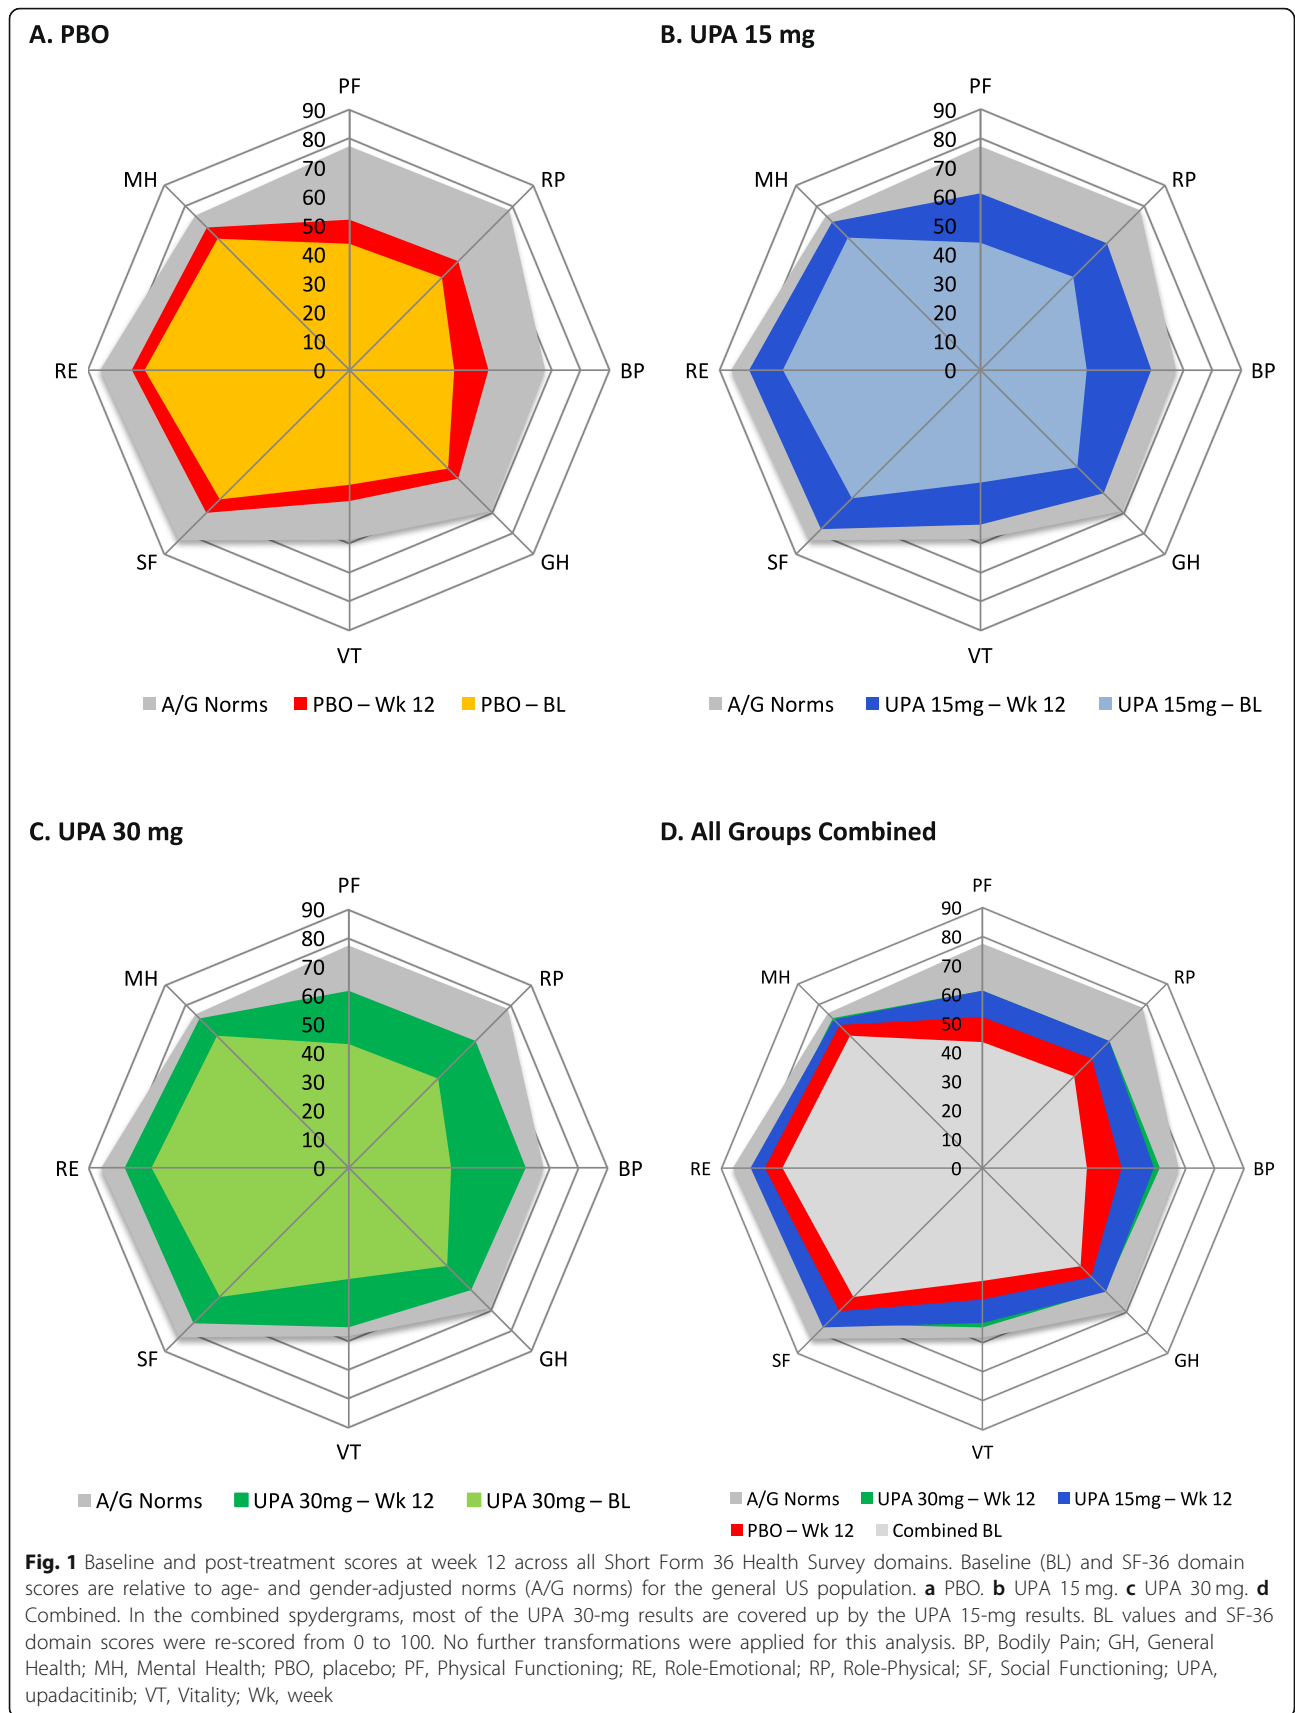 A. PBO
PF
90
80
70
60
50
40
30
20
10
0
MH
RP
RE
BP
SF
GH
VT
A/G Norms PBO – Wk 12 PBO – BL
B. UPA 15 mg
PF
90
80
70
60
50
40
30
20
10
0
MH
RP
RE
BP
SF
GH
VT
A/G Norms UPA 15mg – Wk 12 UPA 15mg – BL
C. UPA 30 mg
PF
90
80
70
60
50
40
30
20
10
0
MH
RP
RE
BP
SF
GH
VT
A/G Norms UPA 30mg – Wk 12 UPA 30mg – BL
D. All Groups Combined
PF
90
80
70
60
50
40
30
20
10
0
MH
RP
RE
BP
SF
GH
VT
A/G Norms UPA 30mg – Wk 12 UPA 15mg – Wk 12
PBO – Wk 12 Combined BL
Fig. 1 Baseline and post-treatment scores at week 12 across all Short Form 36 Health Survey domains. Baseline (BL) and SF-36 domain
scores are relative to age- and gender-adjusted norms (A/G norms) for the general US population. a PBO. b UPA 15 mg. c UPA 30 mg. d
Combined. In the combined spydergrams, most of the UPA 30-mg results are covered up by the UPA 15-mg results. BL values and SF-36
domain scores were re-scored from 0 to 100. No further transformations were applied for this analysis. BP, Bodily Pain; GH, General
Health; MH, Mental Health; PBO, placebo; PF, Physical Functioning; RE, Role-Emotional; RP, Role-Physical; SF, Social Functioning; UPA,
upadacitinib; VT, Vitality; Wk, week